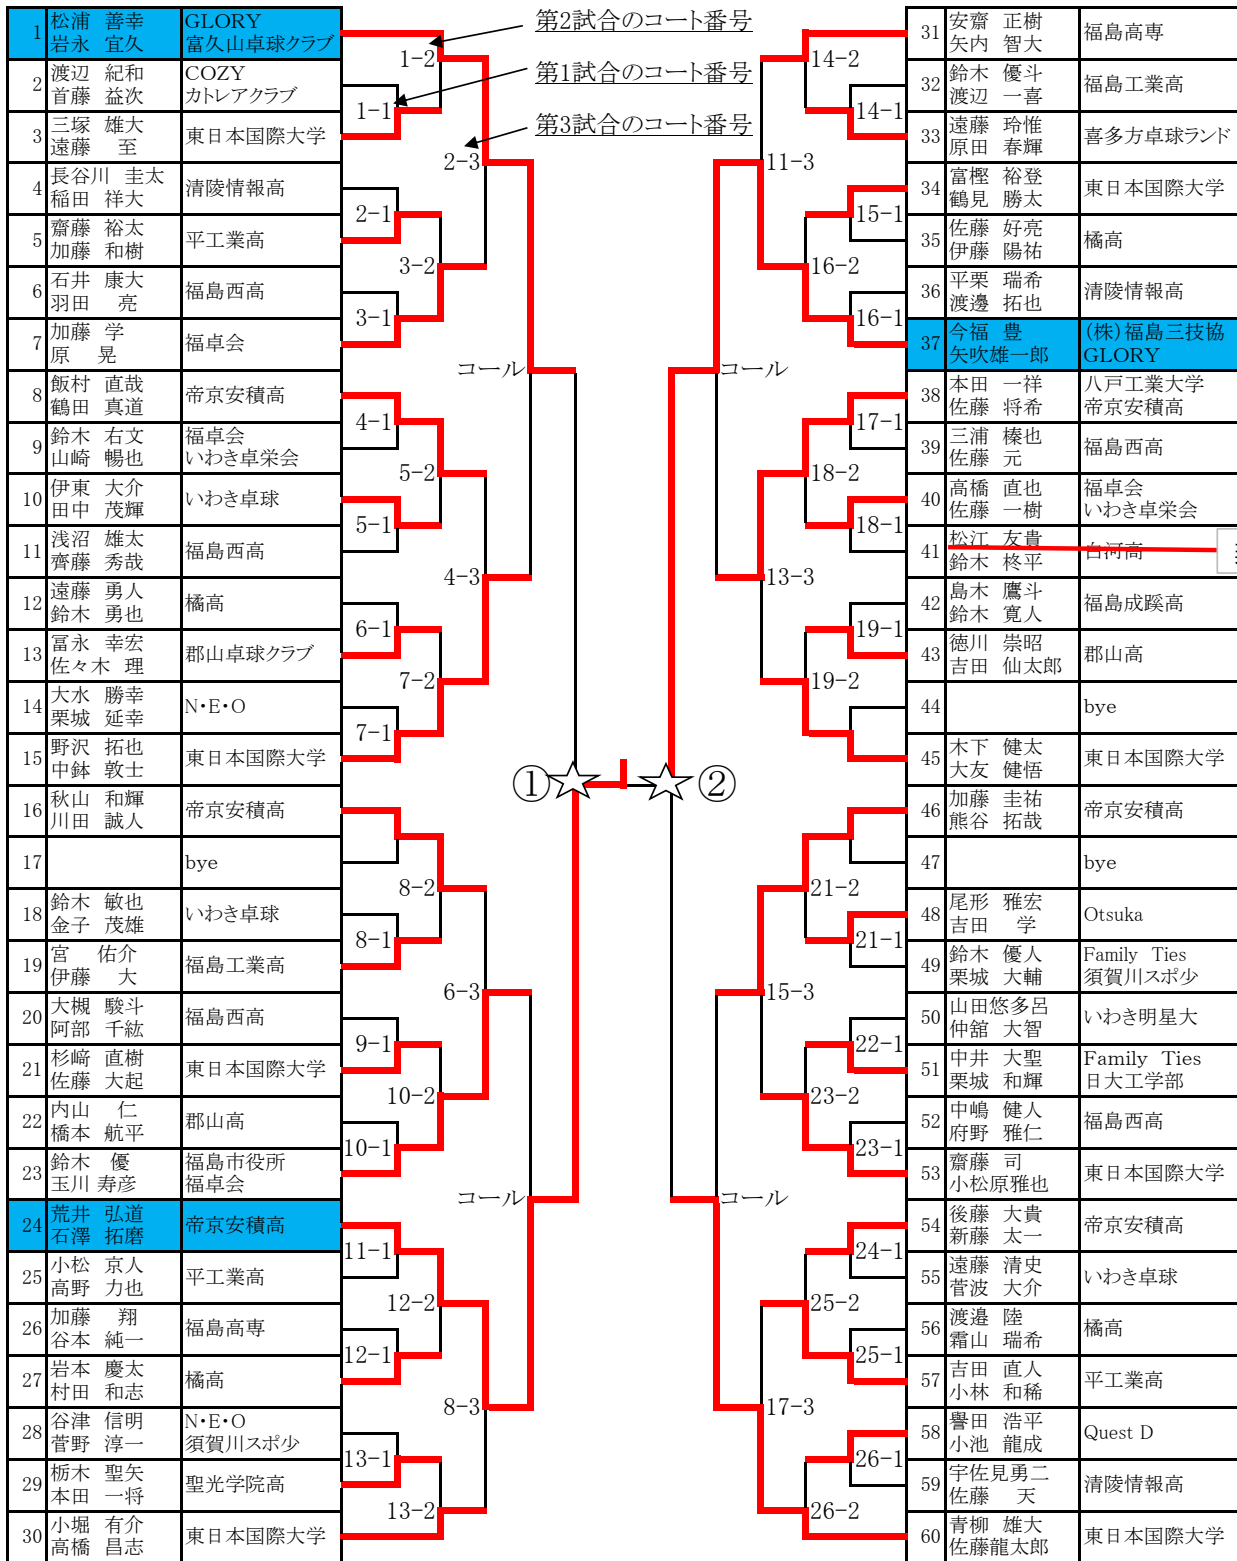 第2試合のコート番号
第1試合のコート番号
第3試合のコート番号
1 松浦 善幸 GLORY
岩永 宜久 富久山卓球クラブ
2 渡辺 紀和 COZY
首藤 益次 カトレアクラブ
3 三塚 雄大 東日本国際大学
遠藤 至
4 長谷川 圭太 清陵情報高
稲田 祥大
5 齋藤 裕太 平工業高
加藤 和樹
6 石井 康大 福島西高
羽田 亮
7 加藤 学 福卓会
原 晃
8 飯村 直哉 帝京安積高
鶴田 真道
9 鈴木 右文 福卓会
山崎 暢也 いわき卓栄会
10 伊東 大介 いわき卓球
田中 茂輝
11 浅沼 雄太 福島西高
齊藤 秀哉
12 遠藤 勇人 橘高
鈴木 勇也
13 冨永 幸宏 郡山卓球クラブ
佐々木 理
14 大水 勝幸 N・E・O
栗城 延幸
15 野沢 拓也 東日本国際大学
中鉢 敦士
16 秋山 和輝 帝京安積高
川田 誠人
17 bye
18 鈴木 敏也 いわき卓球
金子 茂雄
19 宮 佑介 福島工業高
伊藤 大
20 大槻 駿斗 福島西高
阿部 千紘
21 杉﨑 直樹 東日本国際大学
佐藤 大起
22 内山 仁 郡山高
橋本 航平
23 鈴木 優 福島市役所
玉川 寿彦 福卓会
24 荒井 弘道 帝京安積高
石澤 拓磨
25 小松 京人 平工業高
高野 力也
26 加藤 翔 福島高専
谷本 純一
27 岩本 慶太 橘高
村田 和志
28 谷津 信明 N・E・O
菅野 淳一 須賀川スポ少
29 栃木 聖矢 聖光学院高
本田 一将
30 小堀 有介 東日本国際大学
高橋 昌志
1-2
1-1
2-3
2-1
3-2
3-1
コール
4-1
5-2
5-1
4-3
6-1
7-2
7-1
①
8-2
8-1
6-3
9-1
10-2
10-1
コール
11-1
12-2
12-1
8-3
13-1
13-2
14-2
14-1
11-3
15-1
16-2
16-1
コール
17-1
18-2
18-1
13-3
19-1
19-2
②
21-2
21-1
15-3
22-1
23-2
23-1
コール
24-1
25-2
25-1
17-3
26-1
26-2
31 安齋 正樹 福島高専
矢内 智大
32 鈴木 優斗 福島工業高
渡辺 一喜
33 遠藤 玲惟 喜多方卓球ランド
原田 春輝
34 富樫 裕登 東日本国際大学
鶴見 勝太
35 佐藤 好亮 橘高
伊藤 陽祐
36 平栗 瑞希 清陵情報高
渡邊 拓也
37 今福 豊 (株)福島三技協
矢吹雄一郎 GLORY
38 本田 一祥 八戸工業大学
佐藤 将希 帝京安積高
39 三浦 榛也 福島西高
佐藤 元
40 高橋 直也 福卓会
佐藤 一樹 いわき卓栄会
41 松江 友貴 白河高
鈴木 柊平
42 島木 鷹斗 福島成蹊高
鈴木 寛人
43 徳川 崇昭 郡山高
吉田 仙太郎
44 bye
45 木下 健太 東日本国際大学
大友 健悟
46 加藤 圭祐 帝京安積高
熊谷 拓哉
47 bye
48 尾形 雅宏 Otsuka
吉田 学
49 鈴木 優人 Family Ties
栗城 大輔 須賀川スポ少
50 山田悠多呂 いわき明星大
仲舘 大智
51 中井 大聖 Family Ties
栗城 和輝 日大工学部
52 中嶋 健人 福島西高
府野 雅仁
53 齋藤 司 東日本国際大学
小松原雅也
54 後藤 大貴 帝京安積高
新藤 太一
55 遠藤 清史 いわき卓球
菅波 大介
56 渡邉 陸 橘高
霜山 瑞希
57 吉田 直人 平工業高
小林 和稀
58 譽田 浩平 Quest D
小池 龍成
59 宇佐見勇二 清陵情報高
佐藤 天
60 青柳 雄大 東日本国際大学
佐藤龍太郎